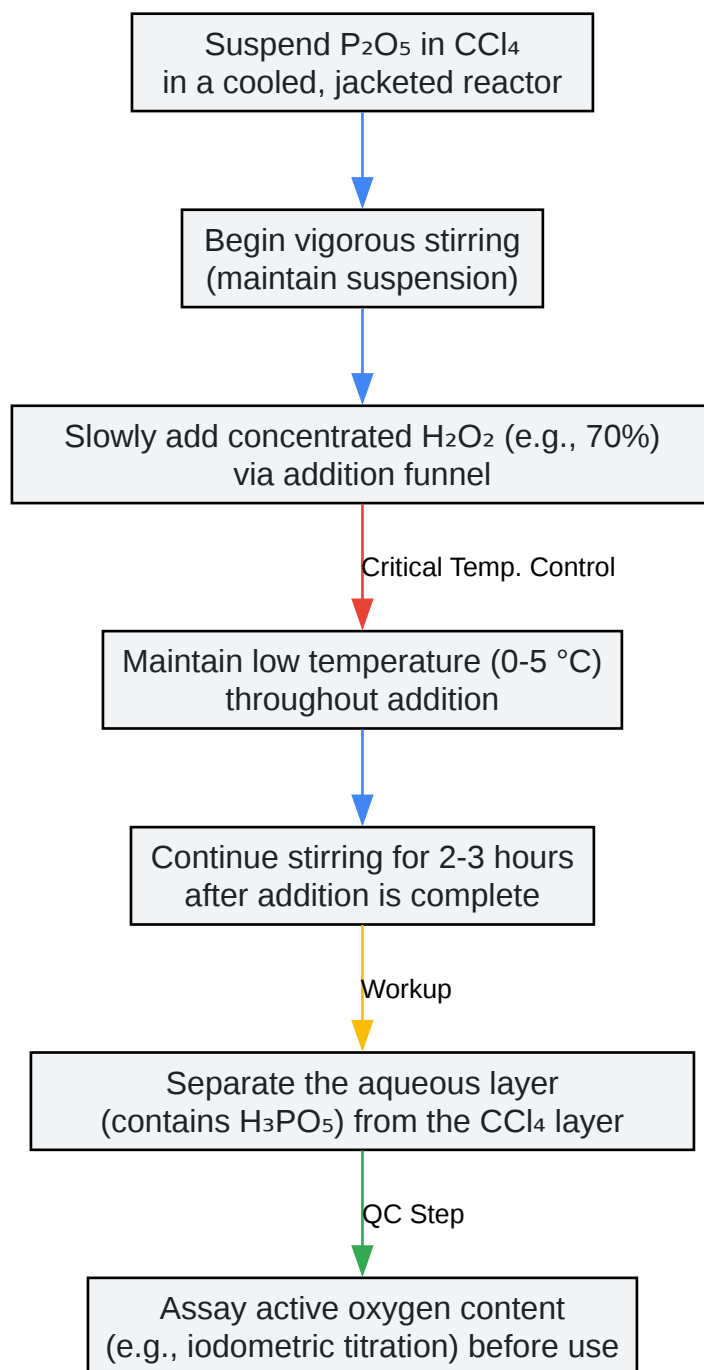 Suspend P₂O₅ in CCl₄
in a cooled, jacketed reactor
Begin vigorous stirring
(maintain suspension)
Slowly add concentrated H₂O₂ (e.g., 70%)
via addition funnel
Critical Temp. Control
Maintain low temperature (0-5 °C)
throughout addition
Continue stirring for 2-3 hours
after addition is complete
Workup
Separate the aqueous layer
(contains H₃PO₅) from the CCl₄ layer
QC Step
Assay active oxygen content
(e.g., iodometric titration) before use